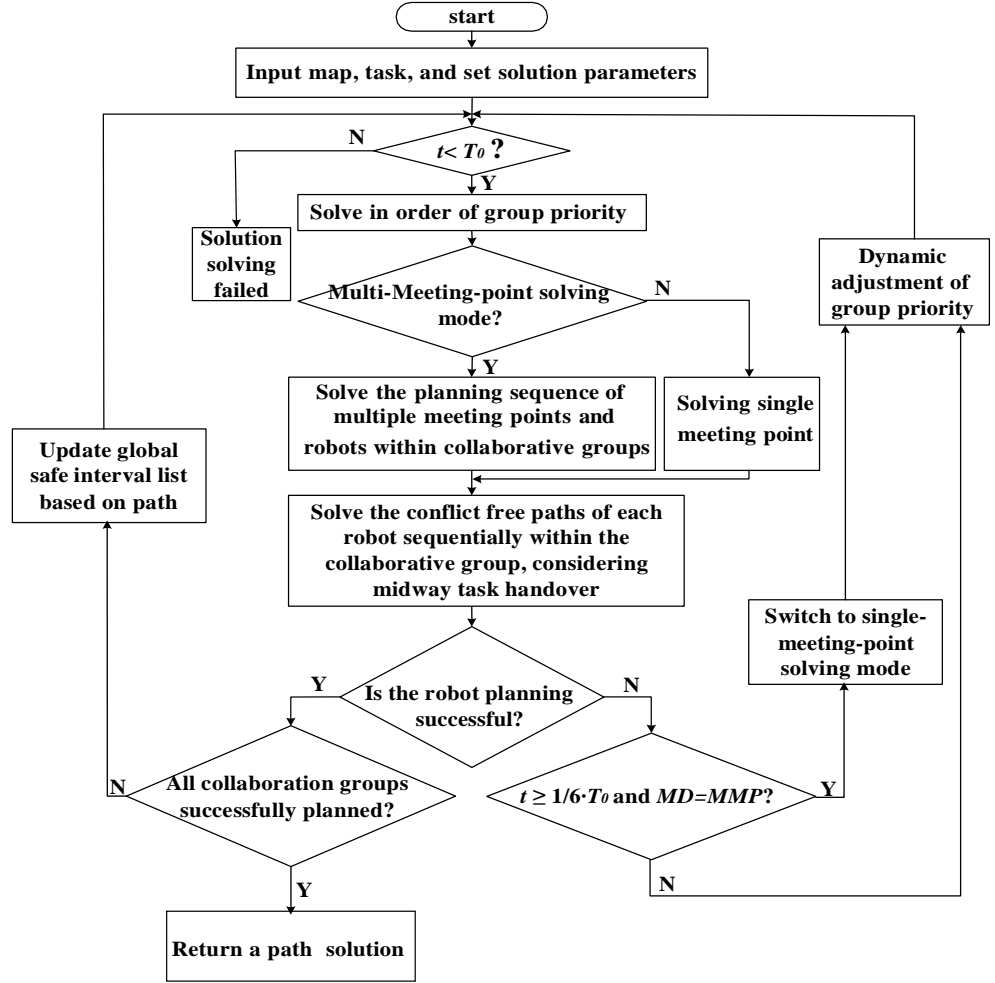 start
Input map, task, and set solution parameters
N
t< T₀ ?
Y
Solve in order of group priority
Solution
solving
failed
Dynamic
adjustment of
group priority
Multi-Meeting-point solving
mode?
N
Y
Solve the planning sequence of
multiple meeting points and
robots within collaborative groups
Solving single
meeting point
Update global
safe interval list
based on path
Solve the conflict free paths of each
robot sequentially within the
collaborative group, considering
midway task handover
Switch to single-
meeting-point
solving mode
Y
Is the robot planning
successful?
N
N
All collaboration groups
successfully planned?
t ≥ 1/6·T₀ and MD=MMP?
Y
Y
N
Return a path solution